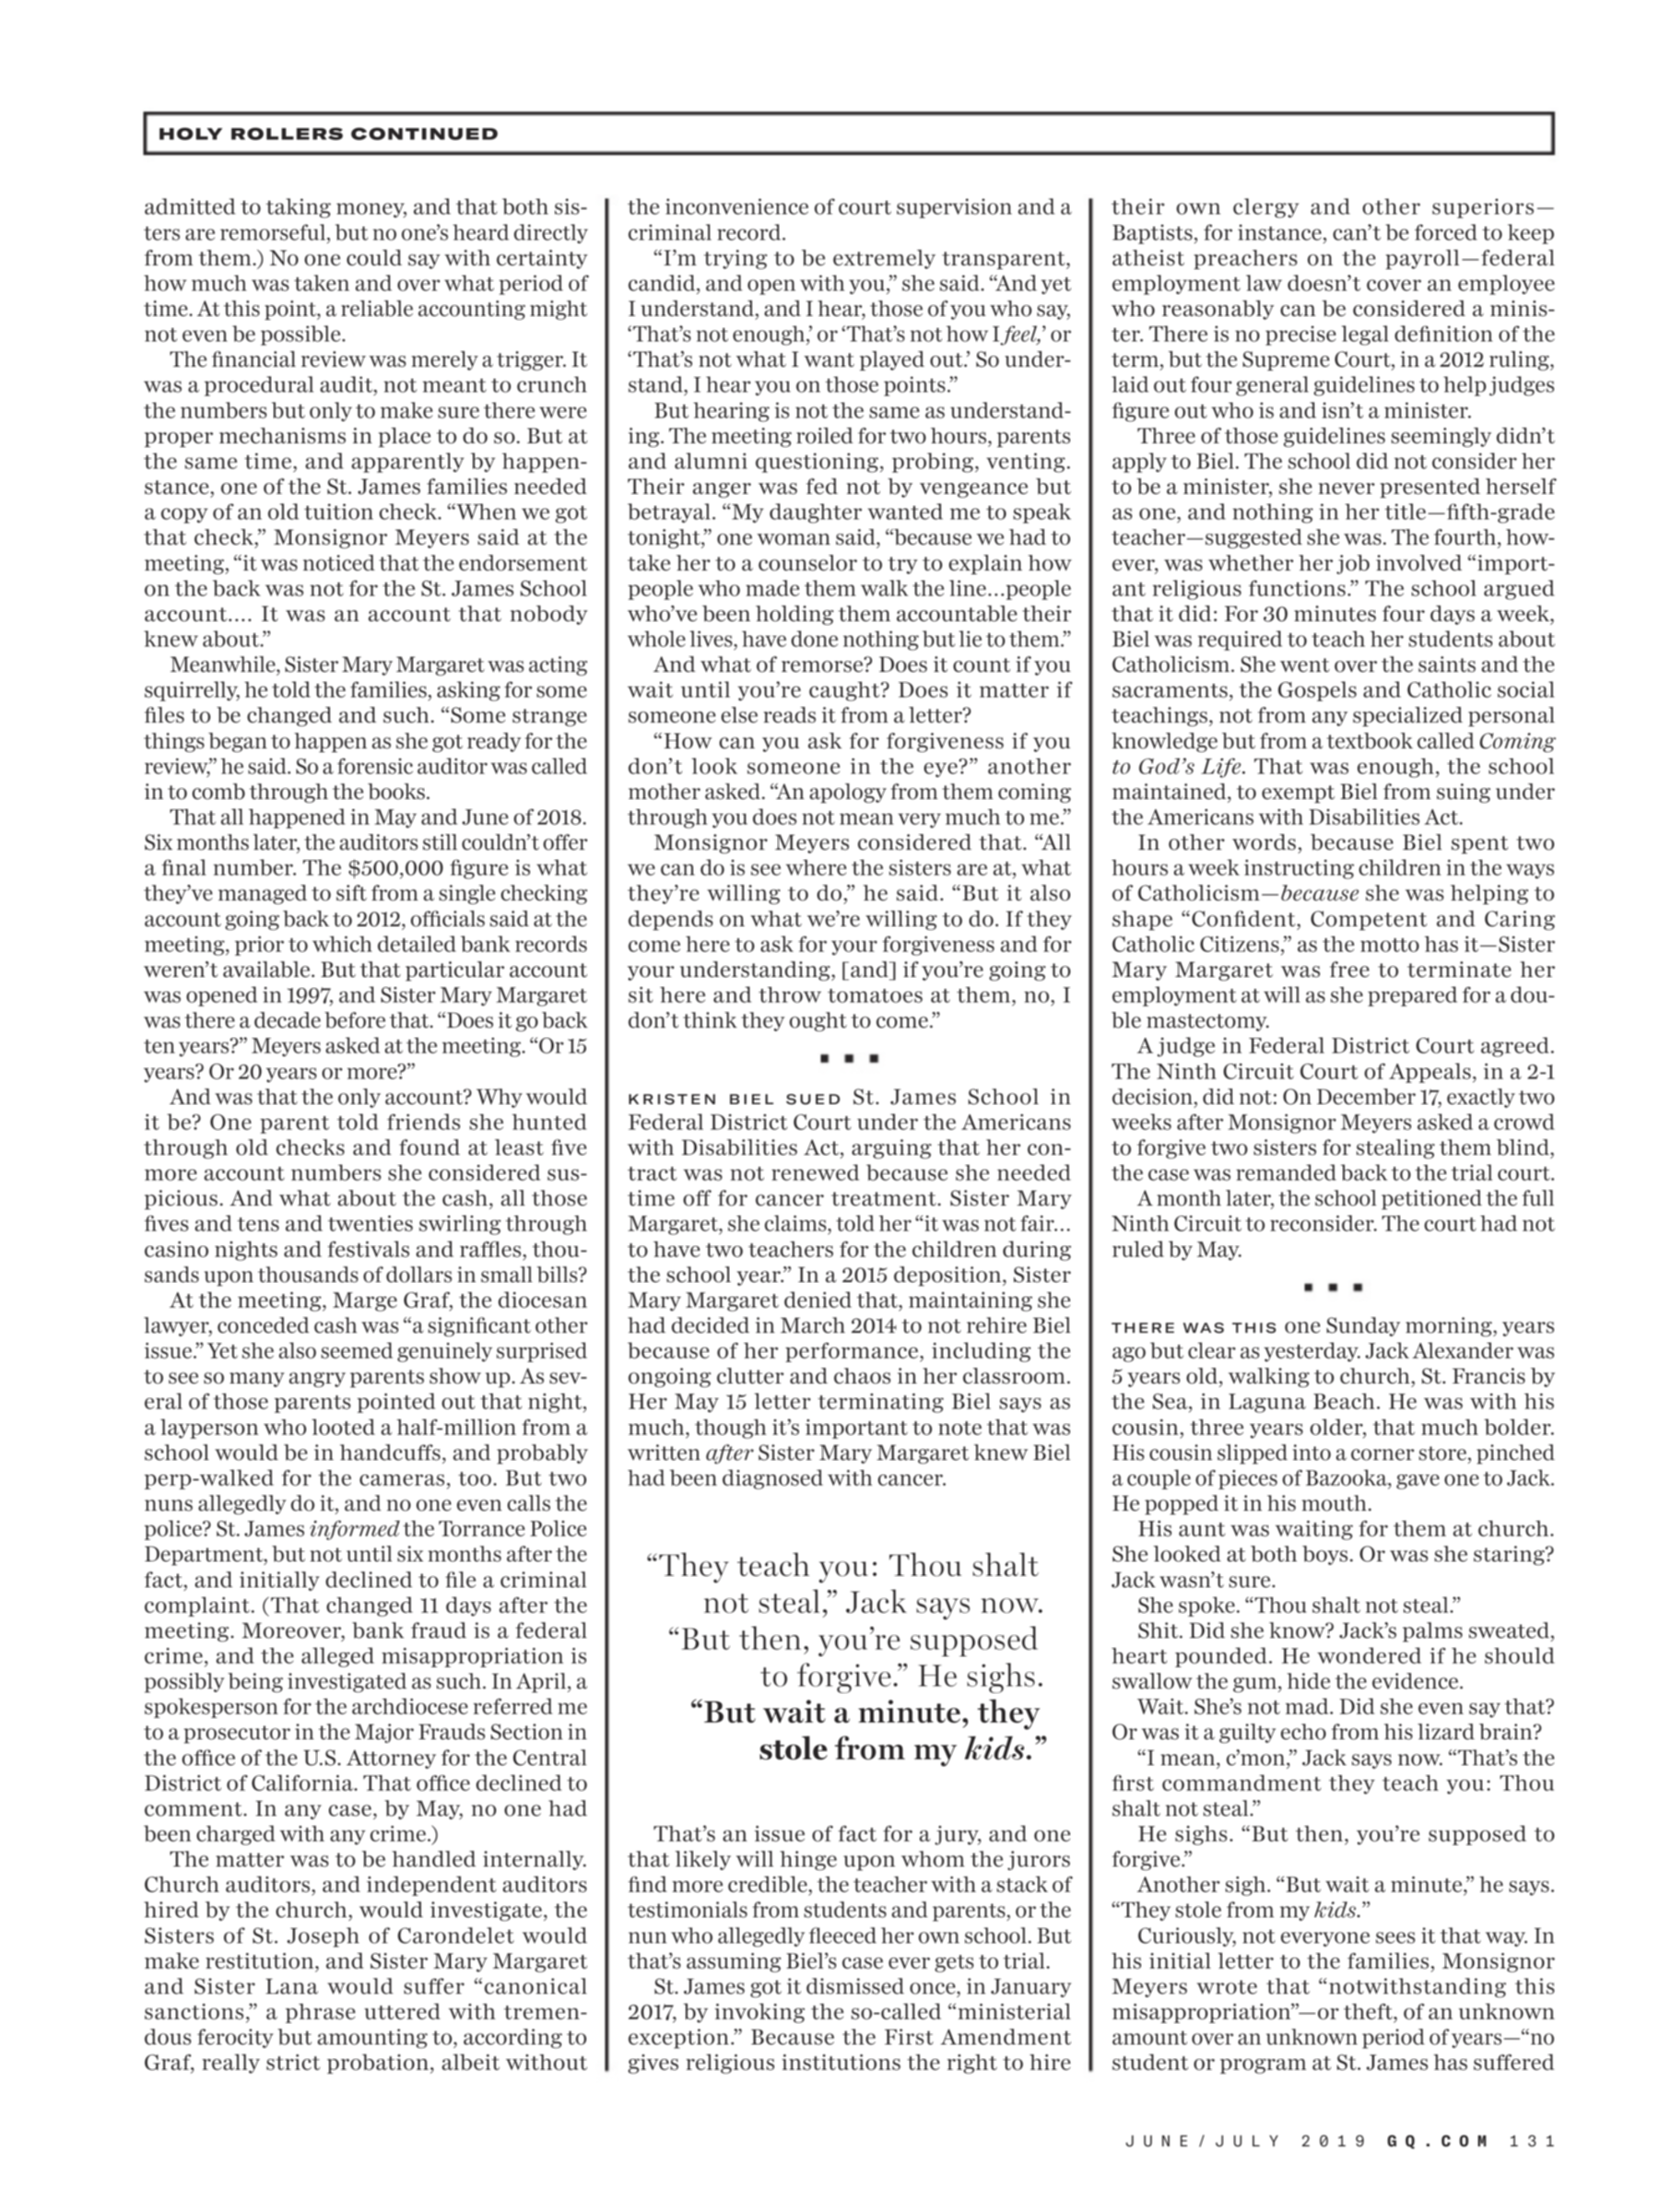 HOLY ROLLERS CONTINUED
admitted to taking money, and that both sis-
ters are remorseful, but no one's heard directly
from them.) No one could say with certainty
how much was taken and over what period of
time. At this point, a reliable accounting might
not even be possible.
The financial review was merely a trigger. It
was a procedural audit, not meant to crunch
the numbers but only to make sure there were
proper mechanisms in place to do so. But at
the same time, and apparently by happen-
stance, one of the St. James families needed
a copy of an old tuition check. “When we got
that check,” Monsignor Meyers said at the
meeting, “it was noticed that the endorsement
on the back was not for the St. James School
account.... It was an account that nobody
knew about.”
Meanwhile, Sister Mary Margaret was acting
squirrelly, he told the families, asking for some
files to be changed and such. “Some strange
things began to happen as she got ready for the
review,” he said. So a forensic auditor was called
in to comb through the books.
That all happened in May and June of 2018.
Six months later, the auditors still couldn't offer
a final number. The $500,000 figure is what
they've managed to sift from a single checking
account going back to 2012, officials said at the
meeting, prior to which detailed bank records
weren't available. But that particular account
was opened in 1997, and Sister Mary Margaret
was there a decade before that. “Does it go back
ten years?” Meyers asked at the meeting. “Or 15
years? Or 20 years or more?”
And was that the only account? Why would
it be? One parent told friends she hunted
through old checks and found at least five
more account numbers she considered sus-
picious. And what about the cash, all those
fives and tens and twenties swirling through
casino nights and festivals and raffles, thou-
sands upon thousands of dollars in small bills?
At the meeting, Marge Graf, the diocesan
lawyer, conceded cash was “a significant other
issue.” Yet she also seemed genuinely surprised
to see so many angry parents show up. As sev-
eral of those parents pointed out that night,
a layperson who looted a half-million from a
school would be in handcuffs, and probably
perp-walked for the cameras, too. But two
nuns allegedly do it, and no one even calls the
police? St. James informed the Torrance Police
Department, but not until six months after the
fact, and initially declined to file a criminal
complaint. (That changed 11 days after the
meeting. Moreover, bank fraud is a federal
crime, and the alleged misappropriation is
possibly being investigated as such. In April, a
spokesperson for the archdiocese referred me
to a prosecutor in the Major Frauds Section in
the office of the U.S. Attorney for the Central
District of California. That office declined to
comment. In any case, by May, no one had
been charged with any crime.)
The matter was to be handled internally.
Church auditors, and independent auditors
hired by the church, would investigate, the
Sisters of St. Joseph of Carondelet would
make restitution, and Sister Mary Margaret
and Sister Lana would suffer “canonical
sanctions,” a phrase uttered with tremen-
dous ferocity but amounting to, according to
Graf, really strict probation, albeit without
the inconvenience of court supervision and a
criminal record.
“I'm trying to be extremely transparent,
candid, and open with you,” she said. “And yet
I understand, and I hear, those of you who say,
‘That's not enough,’ or ‘That's not how I feel,’ or
‘That's not what I want played out.’ So under-
stand, I hear you on those points.”
But hearing is not the same as understand-
ing. The meeting roiled for two hours, parents
and alumni questioning, probing, venting.
Their anger was fed not by vengeance but
betrayal. “My daughter wanted me to speak
tonight,” one woman said, “because we had to
take her to a counselor to try to explain how
people who made them walk the line...people
who've been holding them accountable their
whole lives, have done nothing but lie to them.”
And what of remorse? Does it count if you
wait until you're caught? Does it matter if
someone else reads it from a letter?
“How can you ask for forgiveness if you
don't look someone in the eye?” another
mother asked. “An apology from them coming
through you does not mean very much to me.”
Monsignor Meyers considered that. “All
we can do is see where the sisters are at, what
they're willing to do,” he said. “But it also
depends on what we're willing to do. If they
come here to ask for your forgiveness and for
your understanding, [and] if you're going to
sit here and throw tomatoes at them, no, I
don't think they ought to come.”
KRISTEN BIEL SUED St. James School in
Federal District Court under the Americans
with Disabilities Act, arguing that her con-
tract was not renewed because she needed
time off for cancer treatment. Sister Mary
Margaret, she claims, told her “it was not fair...
to have two teachers for the children during
the school year.” In a 2015 deposition, Sister
Mary Margaret denied that, maintaining she
had decided in March 2014 to not rehire Biel
because of her performance, including the
ongoing clutter and chaos in her classroom.
Her May 15 letter terminating Biel says as
much, though it's important to note that was
written after Sister Mary Margaret knew Biel
had been diagnosed with cancer.
“They teach you: Thou shalt
not steal,” Jack says now.
“But then, you're supposed
to forgive.” He sighs.
“But wait a minute, they
stole from my kids.”
That's an issue of fact for a jury, and one
that likely will hinge upon whom the jurors
find more credible, the teacher with a stack of
testimonials from students and parents, or the
nun who allegedly fleeced her own school. But
that's assuming Biel's case ever gets to trial.
St. James got it dismissed once, in January
2017, by invoking the so-called “ministerial
exception.” Because the First Amendment
gives religious institutions the right to hire
their own clergy and other superiors—
Baptists, for instance, can't be forced to keep
atheist preachers on the payroll—federal
employment law doesn't cover an employee
who reasonably can be considered a minis-
ter. There is no precise legal definition of the
term, but the Supreme Court, in a 2012 ruling,
laid out four general guidelines to help judges
figure out who is and isn't a minister.
Three of those guidelines seemingly didn't
apply to Biel. The school did not consider her
to be a minister, she never presented herself
as one, and nothing in her title—fifth-grade
teacher—suggested she was. The fourth, how-
ever, was whether her job involved “import-
ant religious functions.” The school argued
that it did: For 30 minutes four days a week,
Biel was required to teach her students about
Catholicism. She went over the saints and the
sacraments, the Gospels and Catholic social
teachings, not from any specialized personal
knowledge but from a textbook called Coming
to God's Life. That was enough, the school
maintained, to exempt Biel from suing under
the Americans with Disabilities Act.
In other words, because Biel spent two
hours a week instructing children in the ways
of Catholicism—because she was helping to
shape “Confident, Competent and Caring
Catholic Citizens,” as the motto has it—Sister
Mary Margaret was free to terminate her
employment at will as she prepared for a dou-
ble mastectomy.
A judge in Federal District Court agreed.
The Ninth Circuit Court of Appeals, in a 2-1
decision, did not: On December 17, exactly two
weeks after Monsignor Meyers asked a crowd
to forgive two sisters for stealing them blind,
the case was remanded back to the trial court.
A month later, the school petitioned the full
Ninth Circuit to reconsider. The court had not
ruled by May.
THERE WAS THIS one Sunday morning, years
ago but clear as yesterday. Jack Alexander was
5 years old, walking to church, St. Francis by
the Sea, in Laguna Beach. He was with his
cousin, three years older, that much bolder.
His cousin slipped into a corner store, pinched
a couple of pieces of Bazooka, gave one to Jack.
He popped it in his mouth.
His aunt was waiting for them at church.
She looked at both boys. Or was she staring?
Jack wasn't sure.
She spoke. “Thou shalt not steal.”
Shit. Did she know? Jack's palms sweated,
heart pounded. He wondered if he should
swallow the gum, hide the evidence.
Wait. She's not mad. Did she even say that?
Or was it a guilty echo from his lizard brain?
“I mean, c'mon,” Jack says now. “That's the
first commandment they teach you: Thou
shalt not steal.”
He sighs. “But then, you're supposed to
forgive.”
Another sigh. “But wait a minute,” he says.
“They stole from my kids.”
Curiously, not everyone sees it that way. In
his initial letter to the families, Monsignor
Meyers wrote that “notwithstanding this
misappropriation”—or theft, of an unknown
amount over an unknown period of years—“no
student or program at St. James has suffered
JUNE/JULY 2019 GQ.COM 131